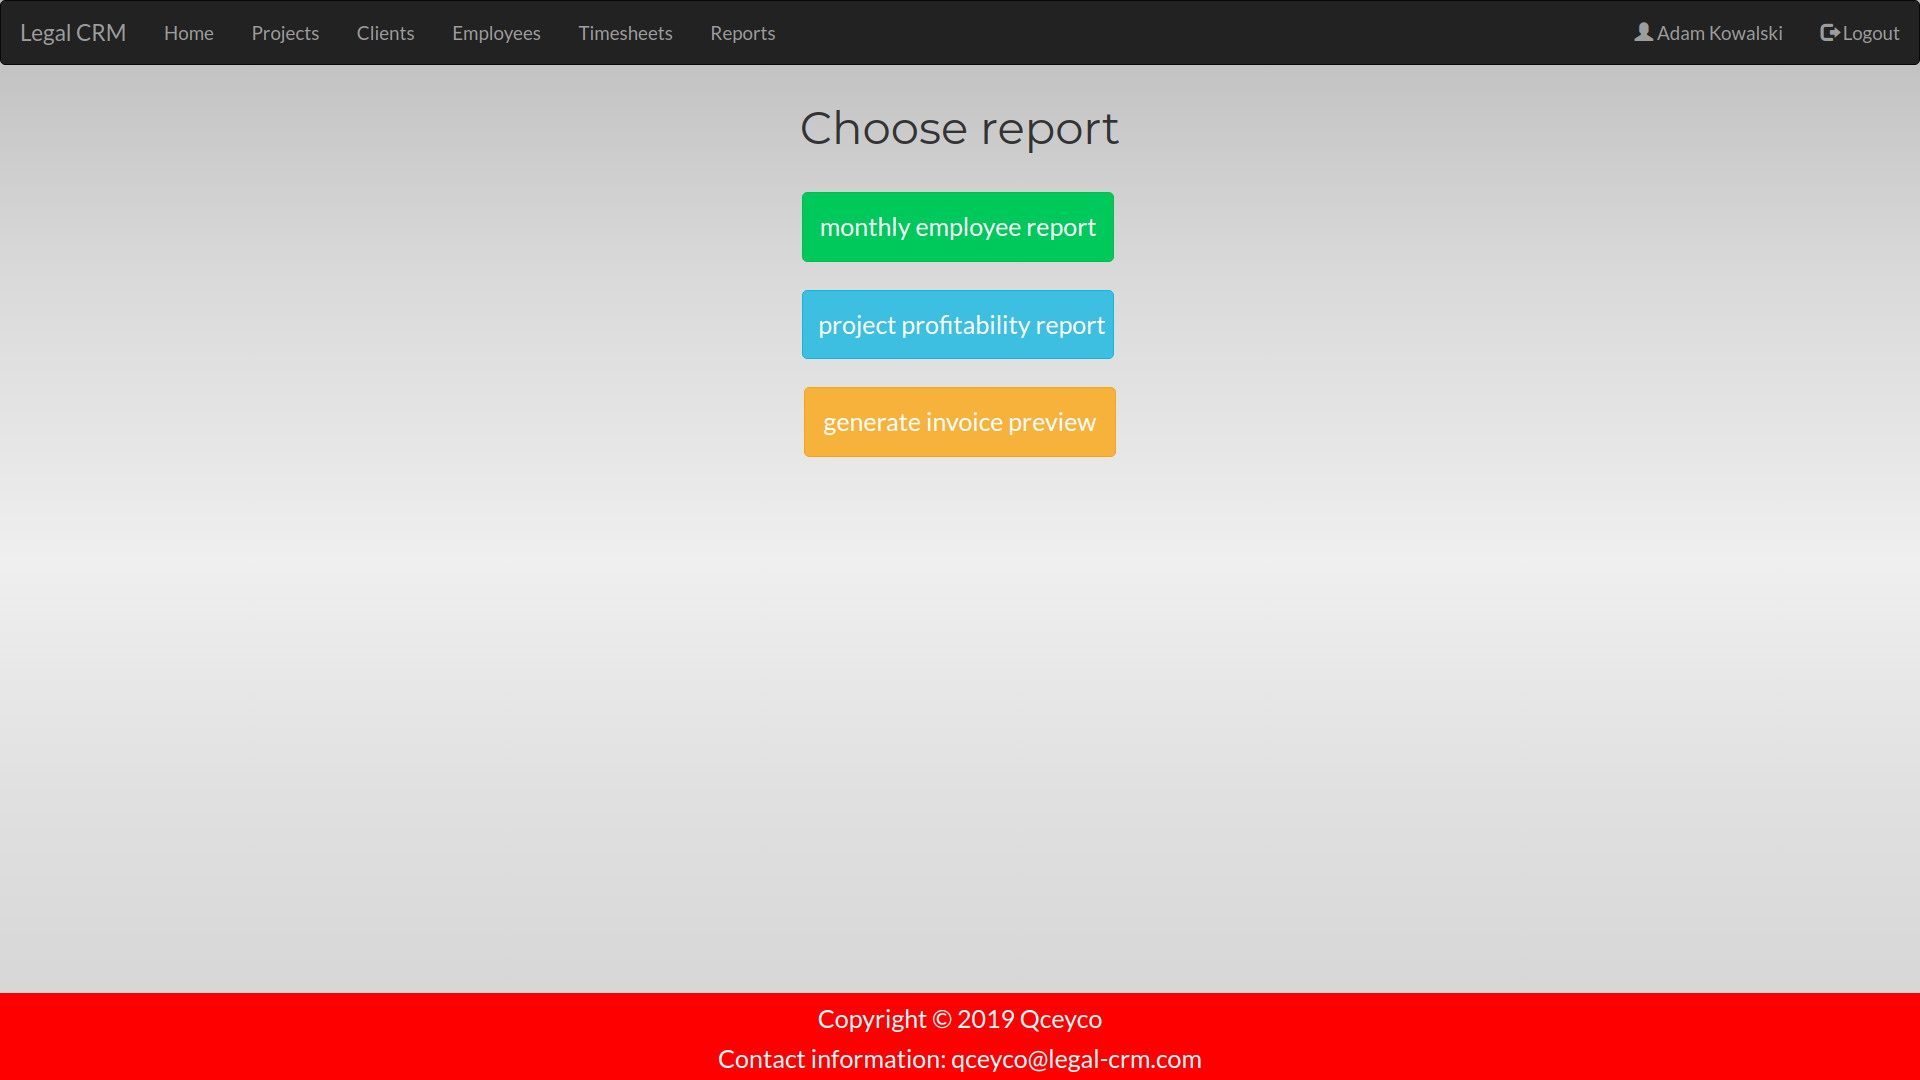 Legal CRM Home Projects Clients Employees Timesheets Reports Adam Kowalski Logout
Choose report
monthly employee report
project profitability report
generate invoice preview
Copyright © 2019 Qceyco
Contact information: qceyco@legal-crm.com